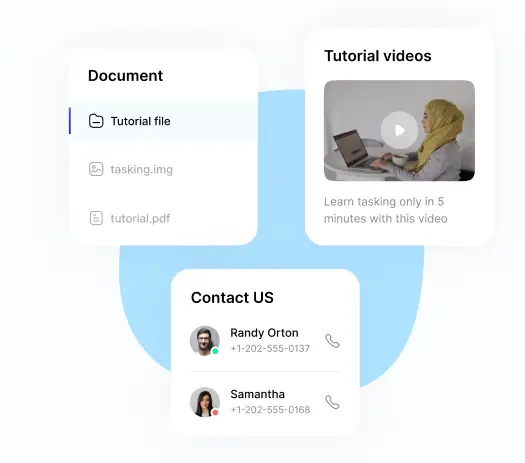 Document
Tutorial file
tasking.img
tutorial.pdf
Tutorial videos
Learn tasking only in 5
minutes with this video
Contact US
Randy Orton
+1-202-555-0137
Samantha
+1-202-555-0168